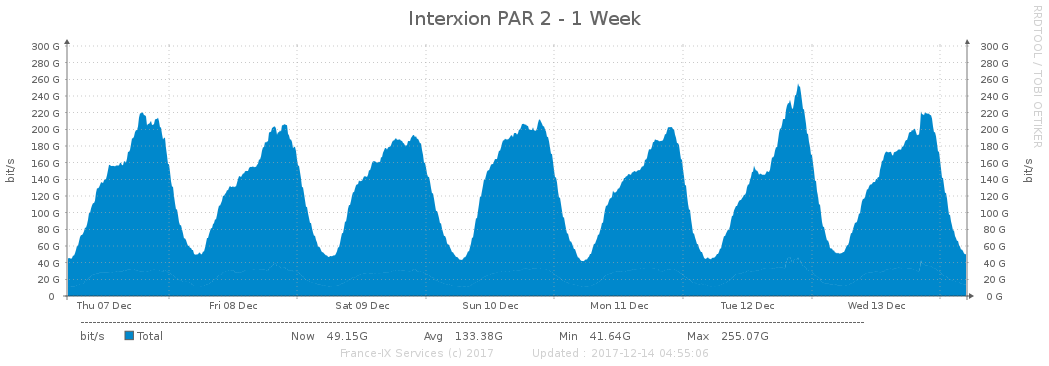 Interxion PAR 2 - 1 Week
RRDTOOL / TOBI OETIKER
bit/s
300 G
280 G
260 G
240 G
220 G
200 G
180 G
160 G
140 G
120 G
100 G
80 G
60 G
40 G
20 G
0
300 G
280 G
260 G
240 G
220 G
200 G
180 G
160 G
140 G
120 G
100 G
80 G
60 G
40 G
20 G
0 G
bit/s
Thu 07 Dec Fri 08 Dec Sat 09 Dec Sun 10 Dec Mon 11 Dec Tue 12 Dec Wed 13 Dec
bit/s Total Now 49.15G Avg 133.38G Min 41.64G Max 255.07G
France-IX Services (c) 2017 Updated : 2017-12-14 04:55:06